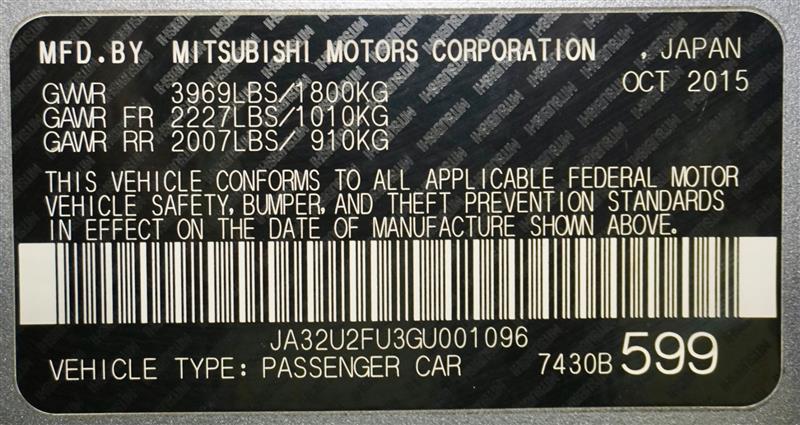 MFD.BY MITSUBISHI MOTORS CORPORATION , JAPAN
GVWR 3969LBS/1800KG OCT 2015
GAWR FR 2227LBS/1010KG
GAWR RR 2007LBS/ 910KG
THIS VEHICLE CONFORMS TO ALL APPLICABLE FEDERAL MOTOR
VEHICLE SAFETY, BUMPER, AND THEFT PREVENTION STANDARDS
IN EFFECT ON THE DATE OF MANUFACTURE SHOWN ABOVE.
JA32U2FU3GU001096
VEHICLE TYPE: PASSENGER CAR 7430B 599